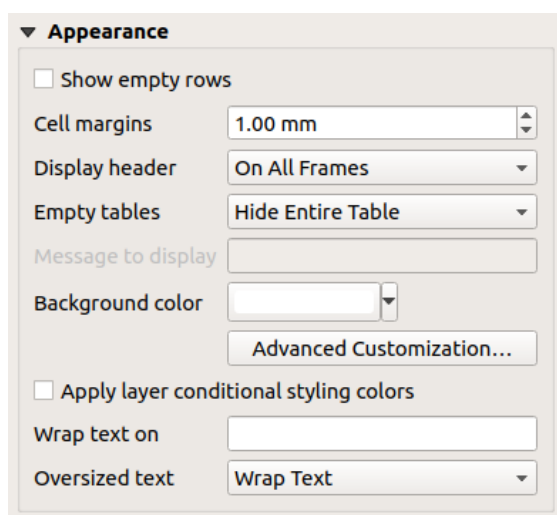 Appearance
Show empty rows
Cell margins 1.00 mm
Display header On All Frames
Empty tables Hide Entire Table
Message to display
Background color
Advanced Customization...
Apply layer conditional styling colors
Wrap text on
Oversized text Wrap Text